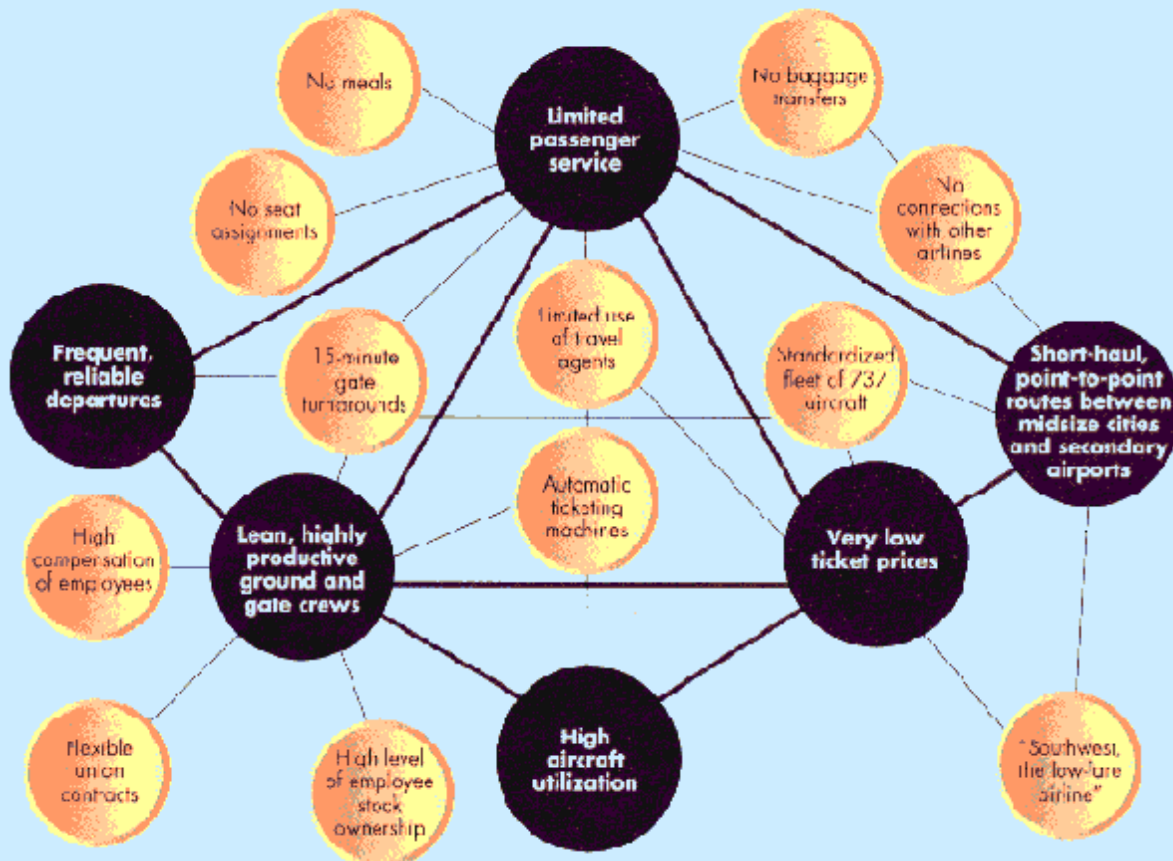 No meals
Limited
passenger
service
No baggage
transfers
No seat
assignments
No
connections
with other
airlines
Frequent,
reliable
departures
15-minute
gate
turnarounds
Limited use
of travel
agents
Standardized
fleet of 737
aircraft
Short-haul,
point-to-point
routes between
midsize cities
and secondary
airports
High
compensation
of employees
Lean, highly
productive
ground and
gate crews
Automatic
ticketing
machines
Very low
ticket prices
Flexible
union
contracts
High level
of employee
stock
ownership
High
aircraft
utilization
"Southwest,
the low-fare
airline"